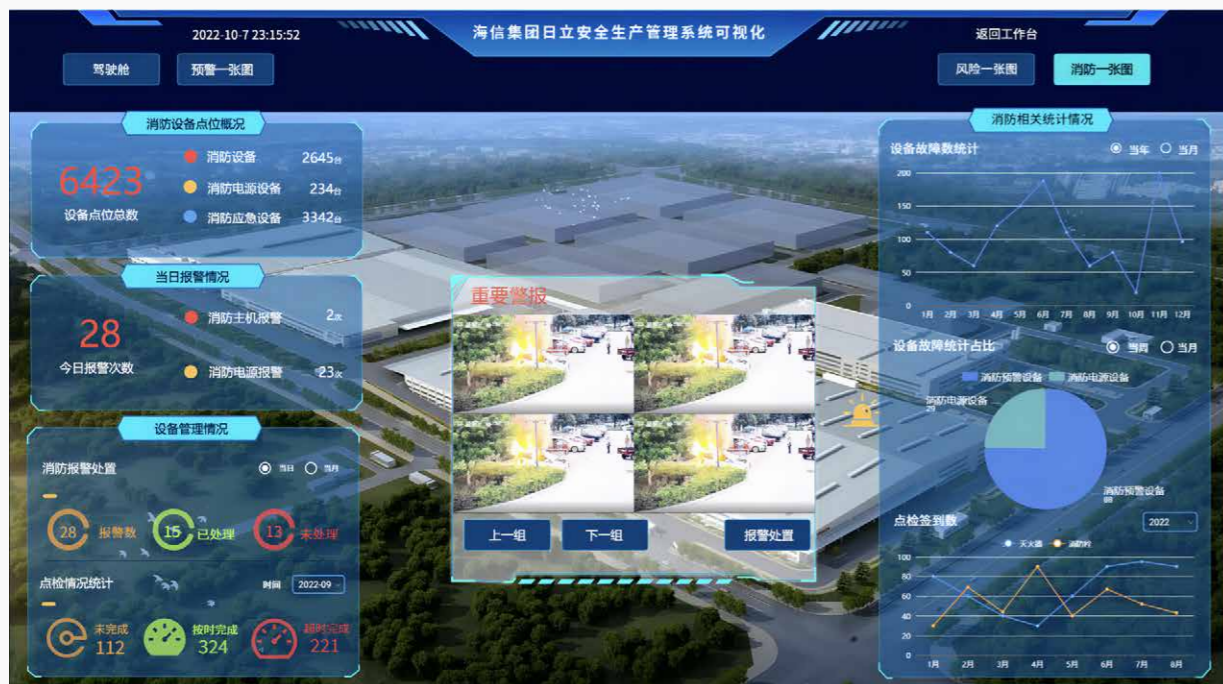 2022-10-7 23:15:52
海信集团日立安全生产管理系统可视化
返回工作台
驾驶舱
预警一张图
风险一张图
消防一张图
消防设备点位概况
6423
设备点位总数
消防设备 2645台
消防电源设备 234台
消防应急设备 3342台
当日报警情况
28
今日报警次数
消防主机报警 2次
消防电源报警 23次
设备管理情况
消防报警处置 当日 当月
28 报警数 15 已处理 13 未处理
点检情况统计 时间 2022-09
未完成 按时完成 超时完成
112 324 221
重要警报
上一组 下一组 报警处置
消防相关统计情况
设备故障数统计 当年 当月
200
150
100
50
0
1月 2月 3月 4月 5月 6月 7月 8月 9月 10月 11月 12月
设备故障统计占比 当周 当月
消防预警设备 消防电源设备
消防电源设备
消防预警设备
点检签到数 2022
灭火器 消防栓
100
80
60
40
20
0
1月 2月 3月 4月 5月 6月 7月 8月